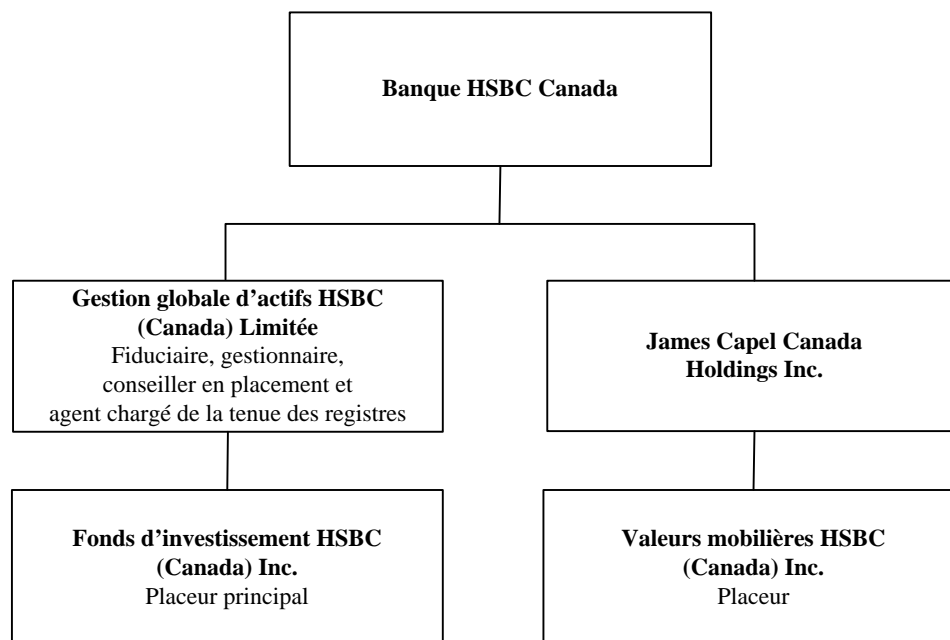 Banque HSBC Canada
Gestion globale d’actifs HSBC
(Canada) Limitée
Fiduciaire, gestionnaire,
conseiller en placement et
agent chargé de la tenue des registres
James Capel Canada
Holdings Inc.
Fonds d’investissement HSBC
(Canada) Inc.
Placeur principal
Valeurs mobilières HSBC
(Canada) Inc.
Placeur